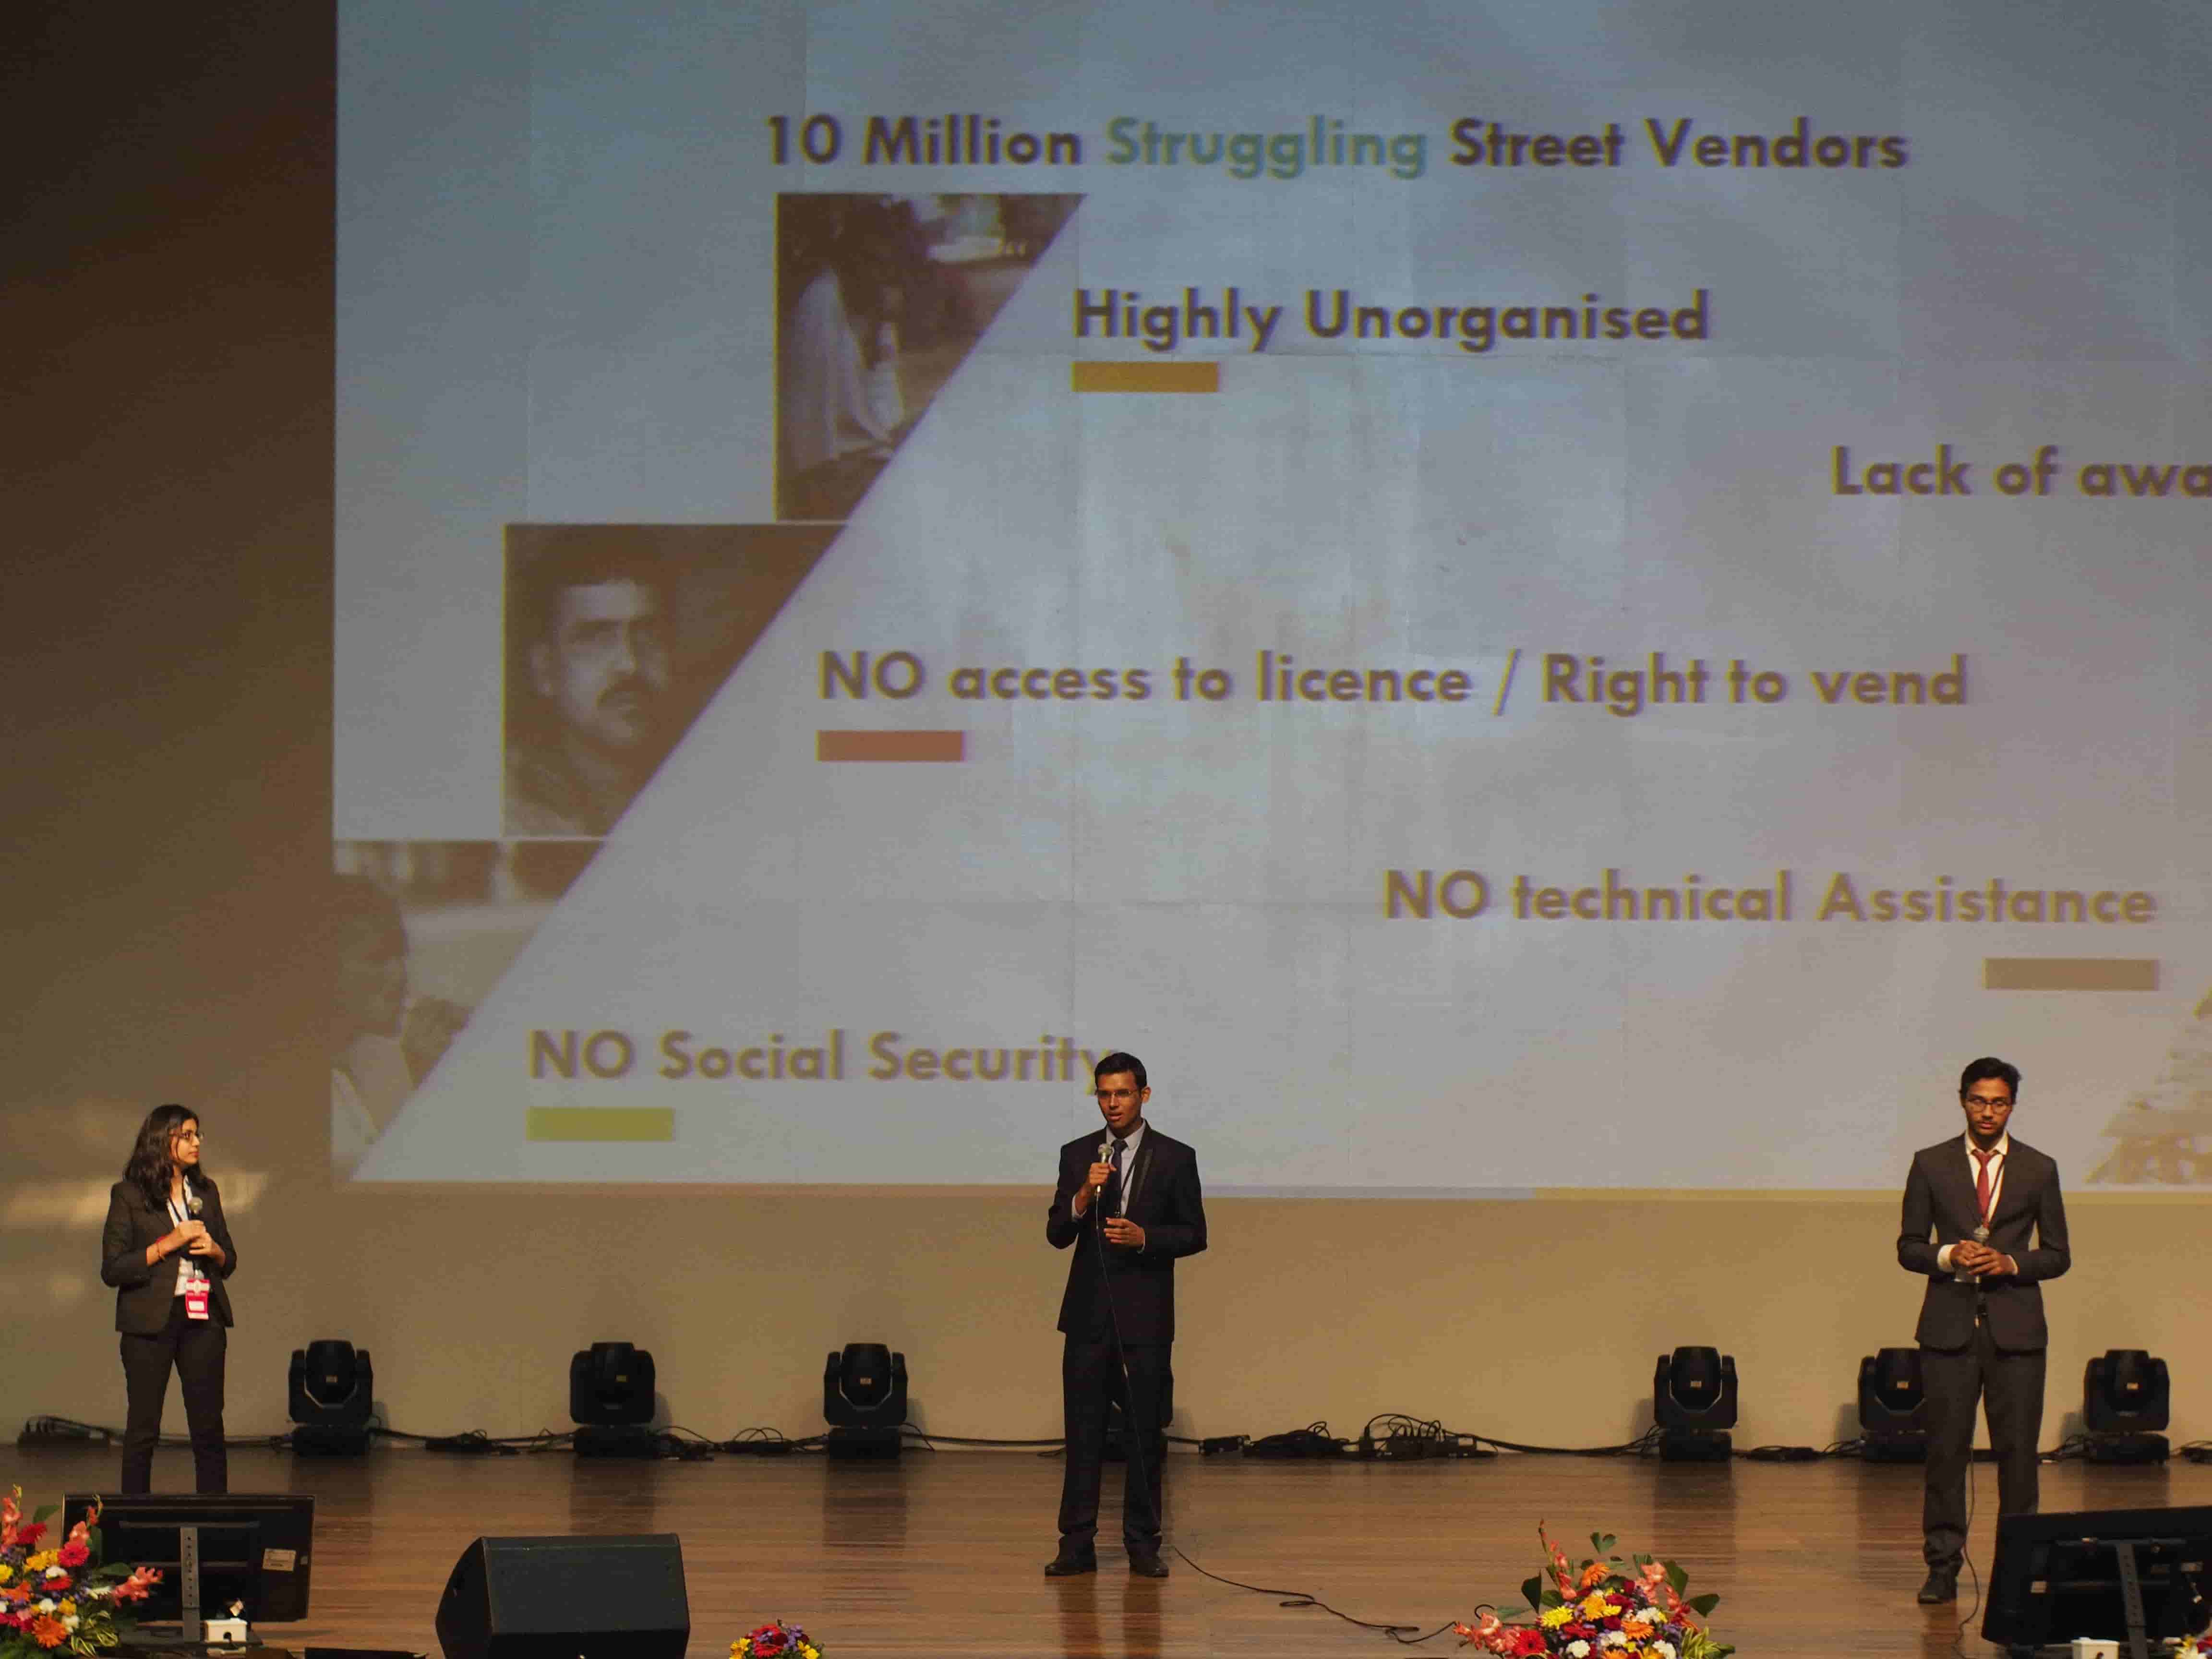 10 Million Struggling Street Vendors
Highly Unorganised
Lack of
NO access to licence / Right to vend
NO technical Assistance
NO Social Security